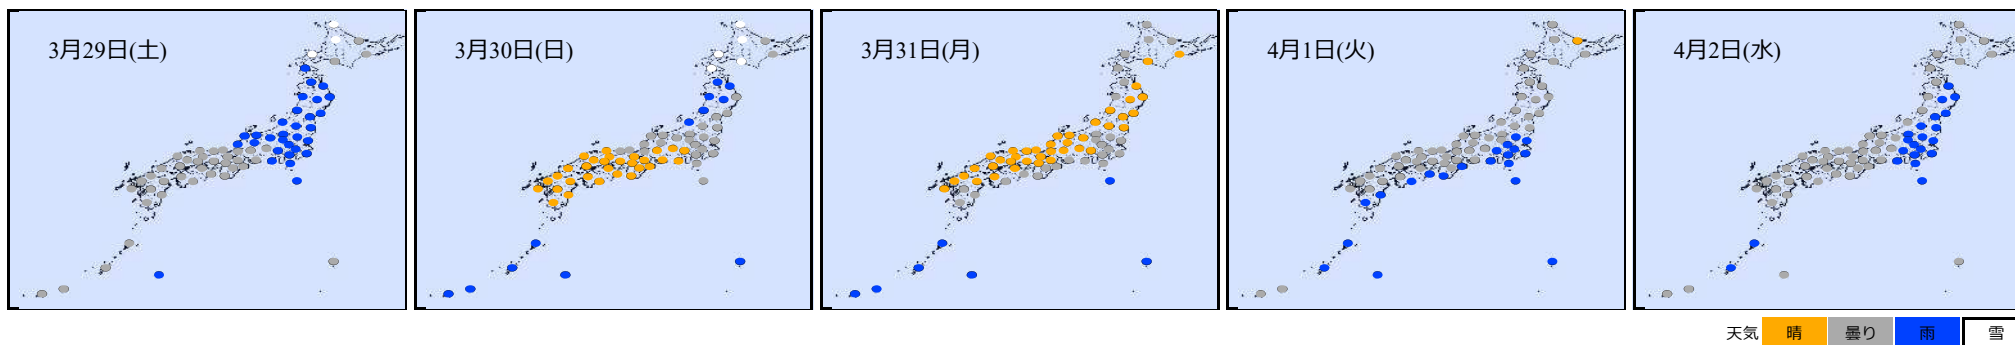 3月29日(土)
3月30日(日)
3月31日(月)
4月1日(火)
4月2日(水)
天気 晴 曇り 雨 雪